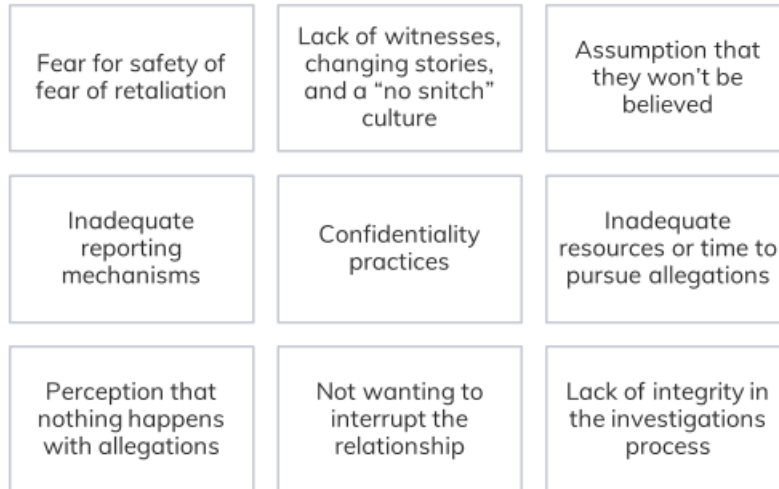 Fear for safety of
fear of retaliation
Lack of witnesses,
changing stories,
and a “no snitch”
culture
Assumption that
they won’t be
believed
Inadequate
reporting
mechanisms
Confidentiality
practices
Inadequate
resources or time to
pursue allegations
Perception that
nothing happens
with allegations
Not wanting to
interrupt the
relationship
Lack of integrity in
the investigations
process